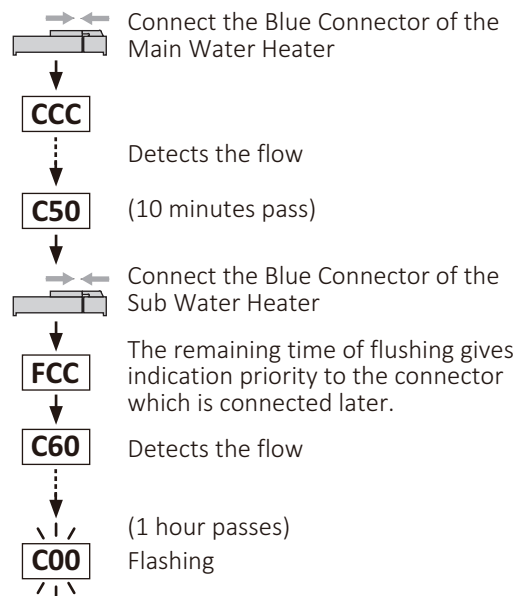 Connect the Blue Connector of the
Main Water Heater
CCC
Detects the flow
C50
(10 minutes pass)
Connect the Blue Connector of the
Sub Water Heater
FCC
The remaining time of flushing gives
indication priority to the connector
which is connected later.
C60
Detects the flow
(1 hour passes)
C00
Flashing